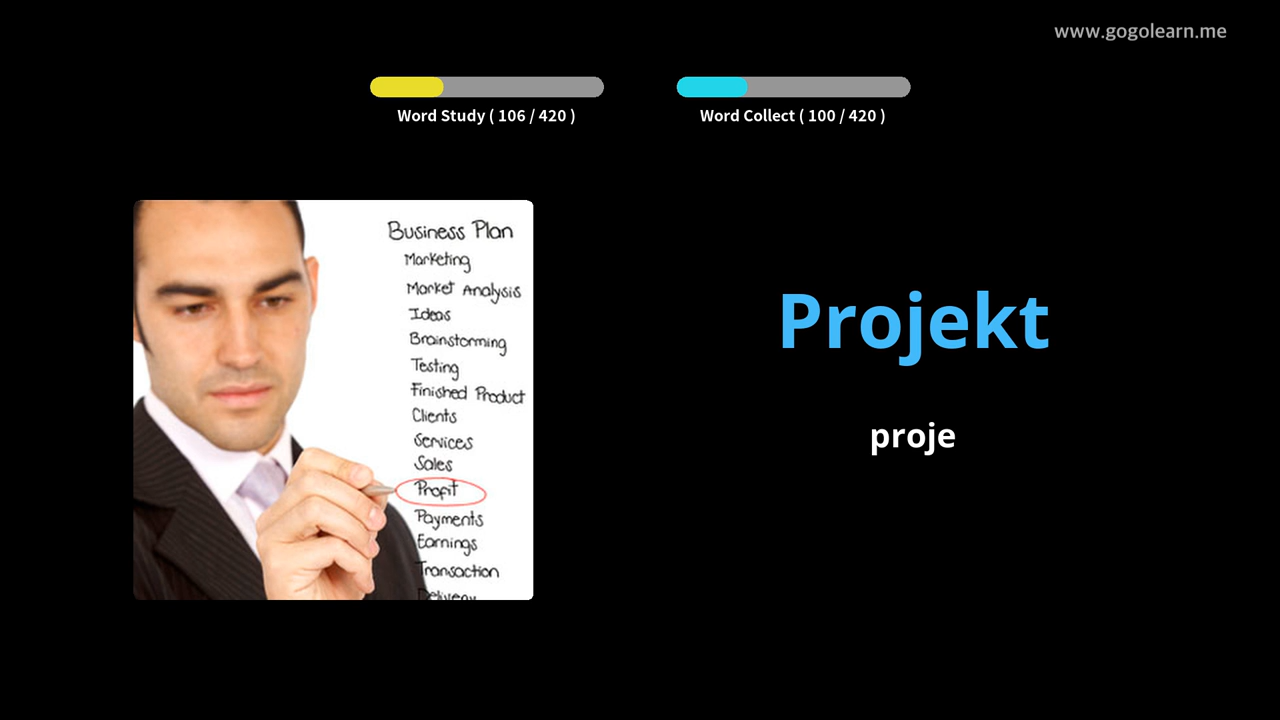 www.gogolearn.me
Word Study ( 106 / 420 )
Word Collect ( 100 / 420 )
Business Plan
Marketing
Market Analysis
Ideas
Brainstorming
Testing
Finished Product
Clients
Services
Sales
Profit
Payments
Earnings
Transaction
Delivery
Projekt
proje